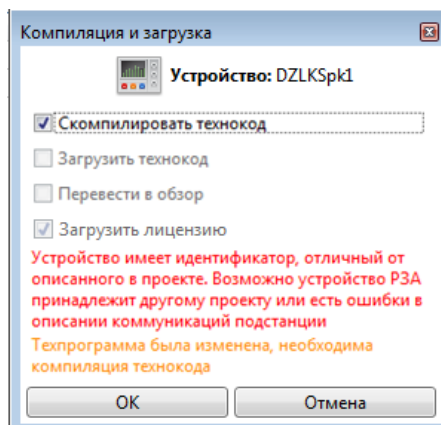 Компиляция и загрузка
Устройство: DZLKSpk1
Скомпилировать технокод
Загрузить технокод
Перевести в обзор
Загрузить лицензию
Устройство имеет идентификатор, отличный от
описанного в проекте. Возможно устройство РЗА
принадлежит другому проекту или есть ошибки в
описании коммуникаций подстанции
Техпрограмма была изменена, необходима
компиляция технокода
ОК
Отмена